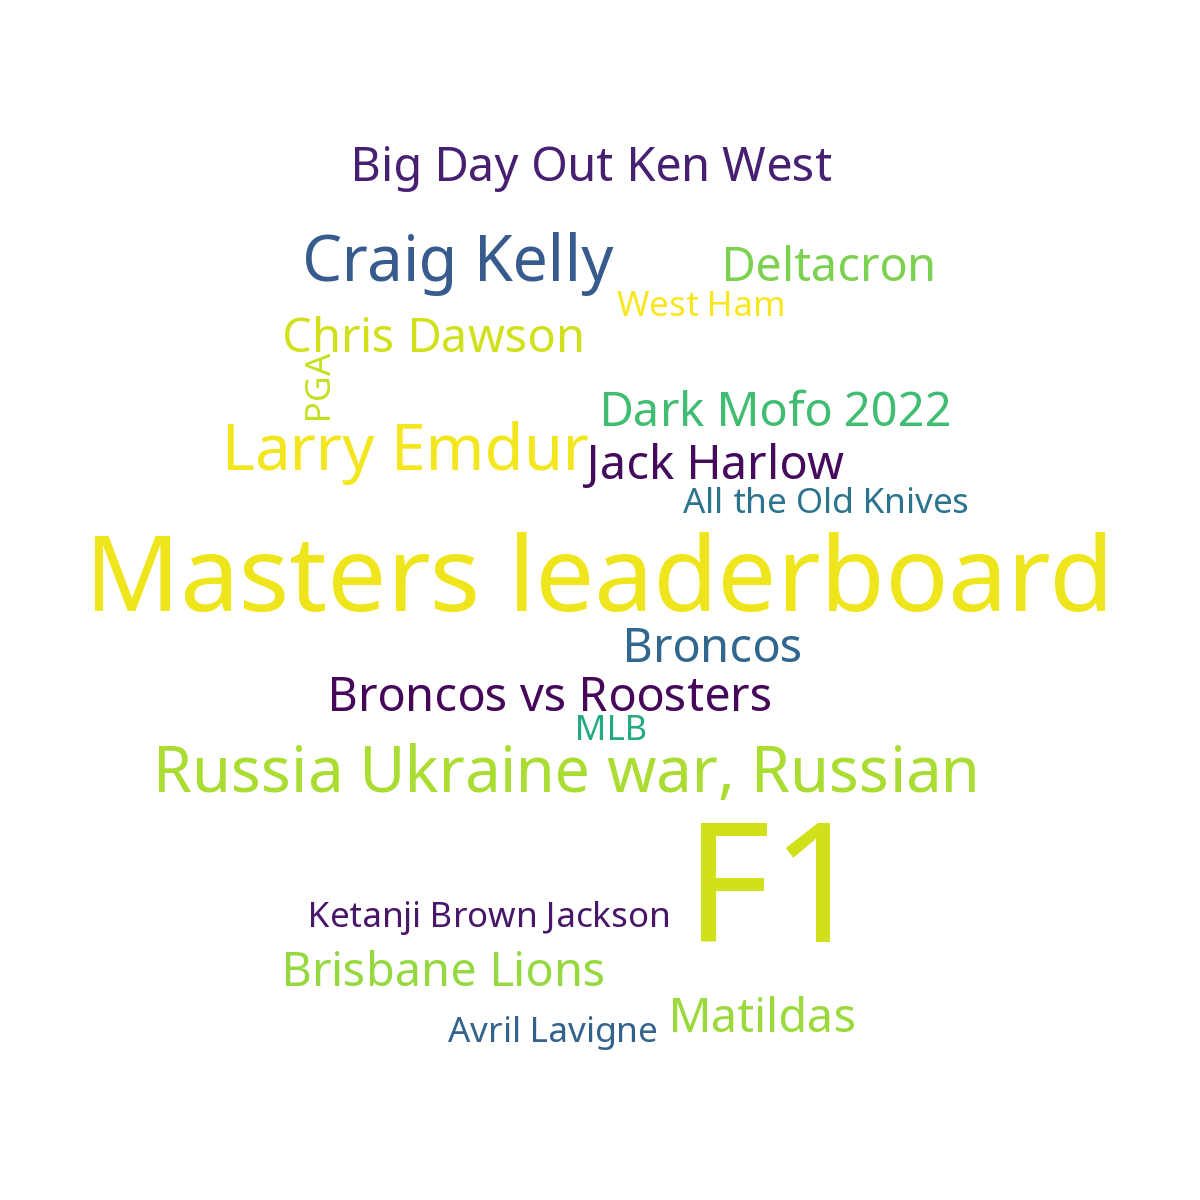 Big Day Out Ken West
Craig Kelly
Deltacron
West Ham
Chris Dawson
PGA
Dark Mofo 2022
Larry Emdur
Jack Harlow
All the Old Knives
Masters leaderboard
Broncos
Broncos vs Roosters
MLB
Russia Ukraine war, Russian
F1
Ketanji Brown Jackson
Brisbane Lions
Matildas
Avril Lavigne